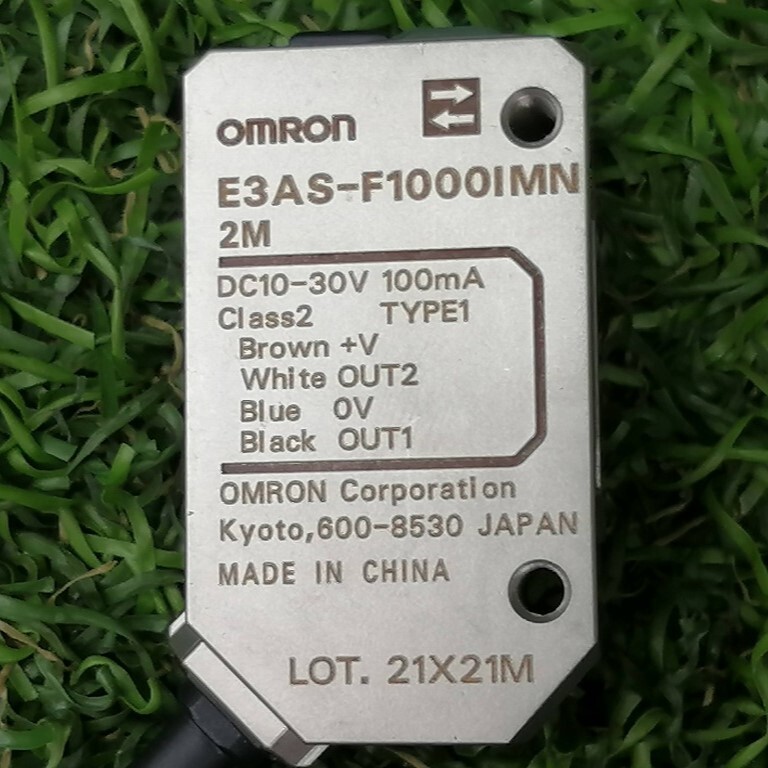 OMRON
E3AS-F1000IMN
2M
DC10-30V 100mA
Class2 TYPE1
Brown +V
White OUT2
Blue 0V
Black OUT1
OMRON Corporation
Kyoto,600-8530 JAPAN
MADE IN CHINA
LOT. 21X21M